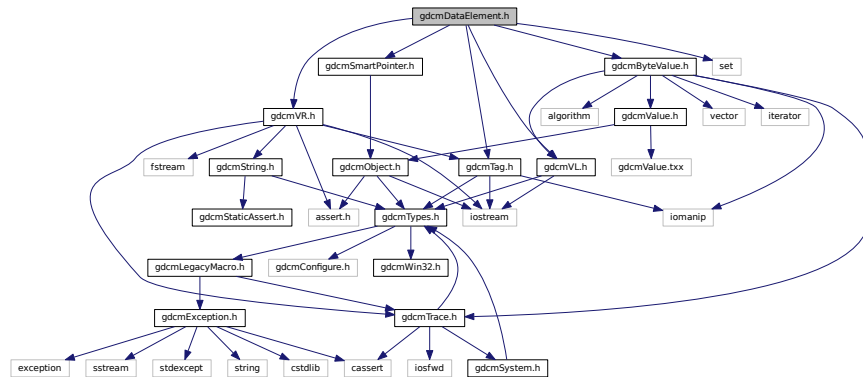 gdcmDataElement.h
gdcmSmartPointer.h
gdcmByteValue.h
set
gdcmVR.h
algorithm
gdcmValue.h
vector
iterator
fstream
gdcmString.h
gdcmObject.h
gdcmTag.h
gdcmVL.h
gdcmValue.txx
gdcmStaticAssert.h
assert.h
gdcmTypes.h
iostream
iomanip
gdcmLegacyMacro.h
gdcmConfigure.h
gdcmWin32.h
gdcmException.h
gdcmTrace.h
exception
sstream
stdexcept
string
cstdlib
cassert
iosfwd
gdcmSystem.h